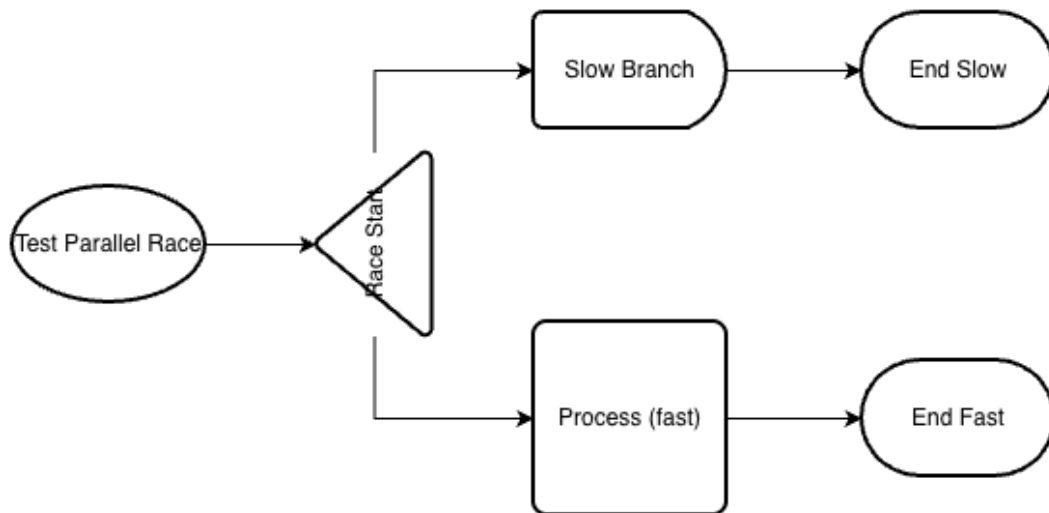 Slow Branch
End Slow
Test Parallel Race
Race Start
Process (fast)
End Fast